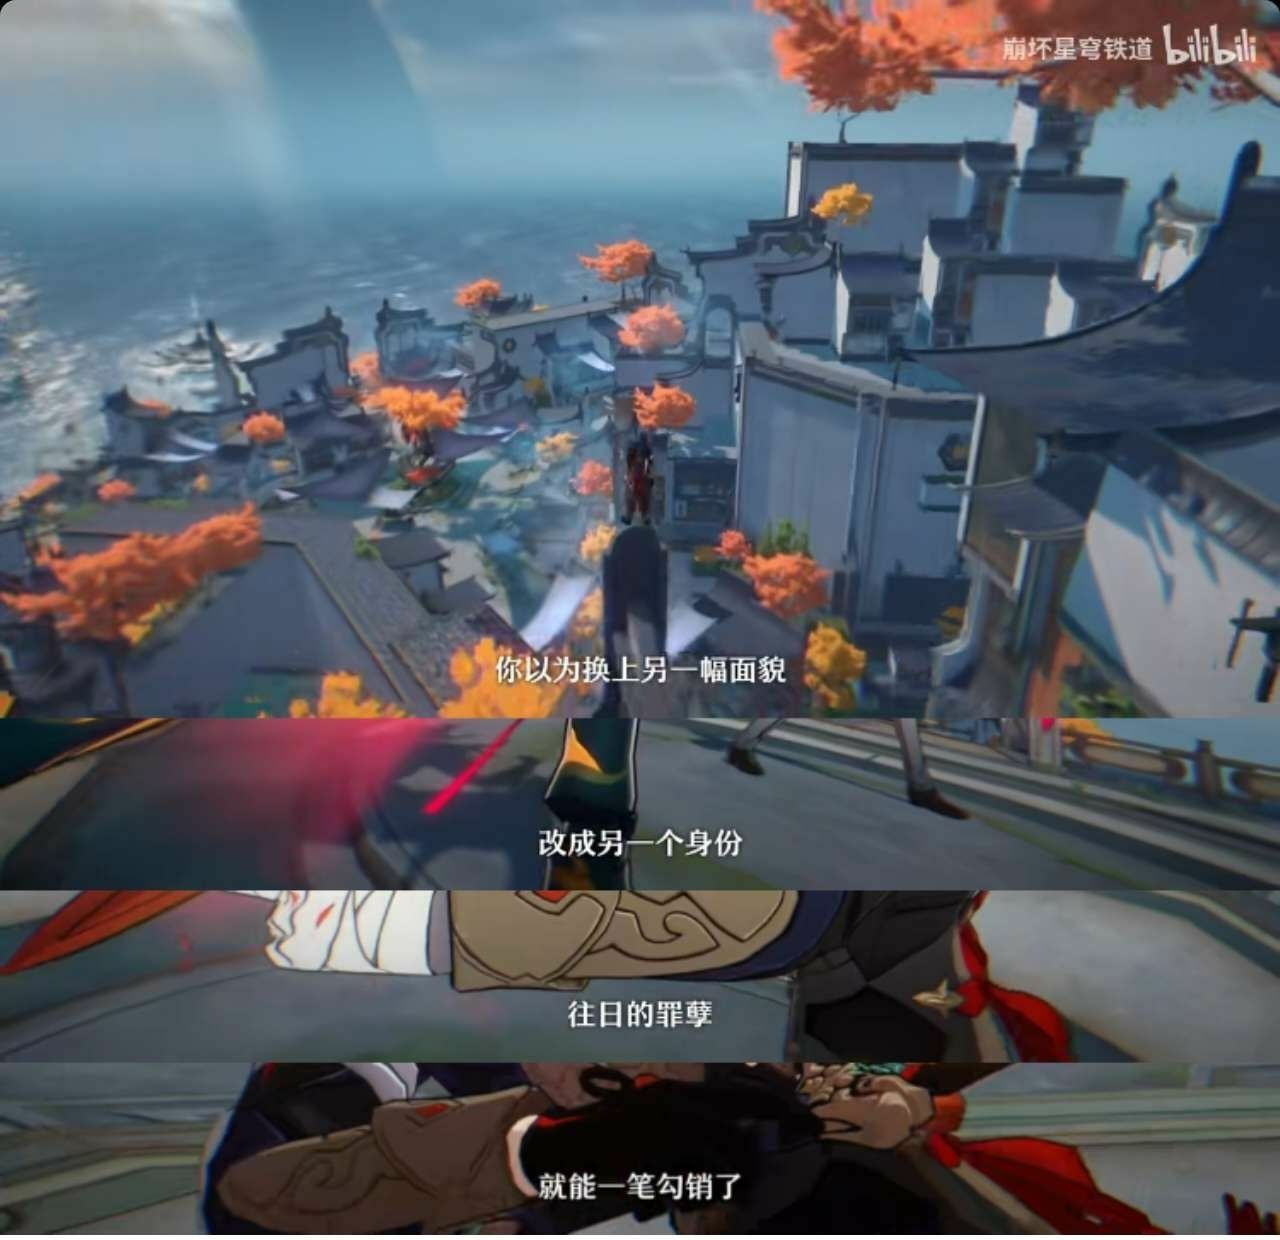 崩坏星穹铁道 bilibili
你以为换上另一幅面貌
改成另一个身份
往日的罪孽
就能一笔勾销了